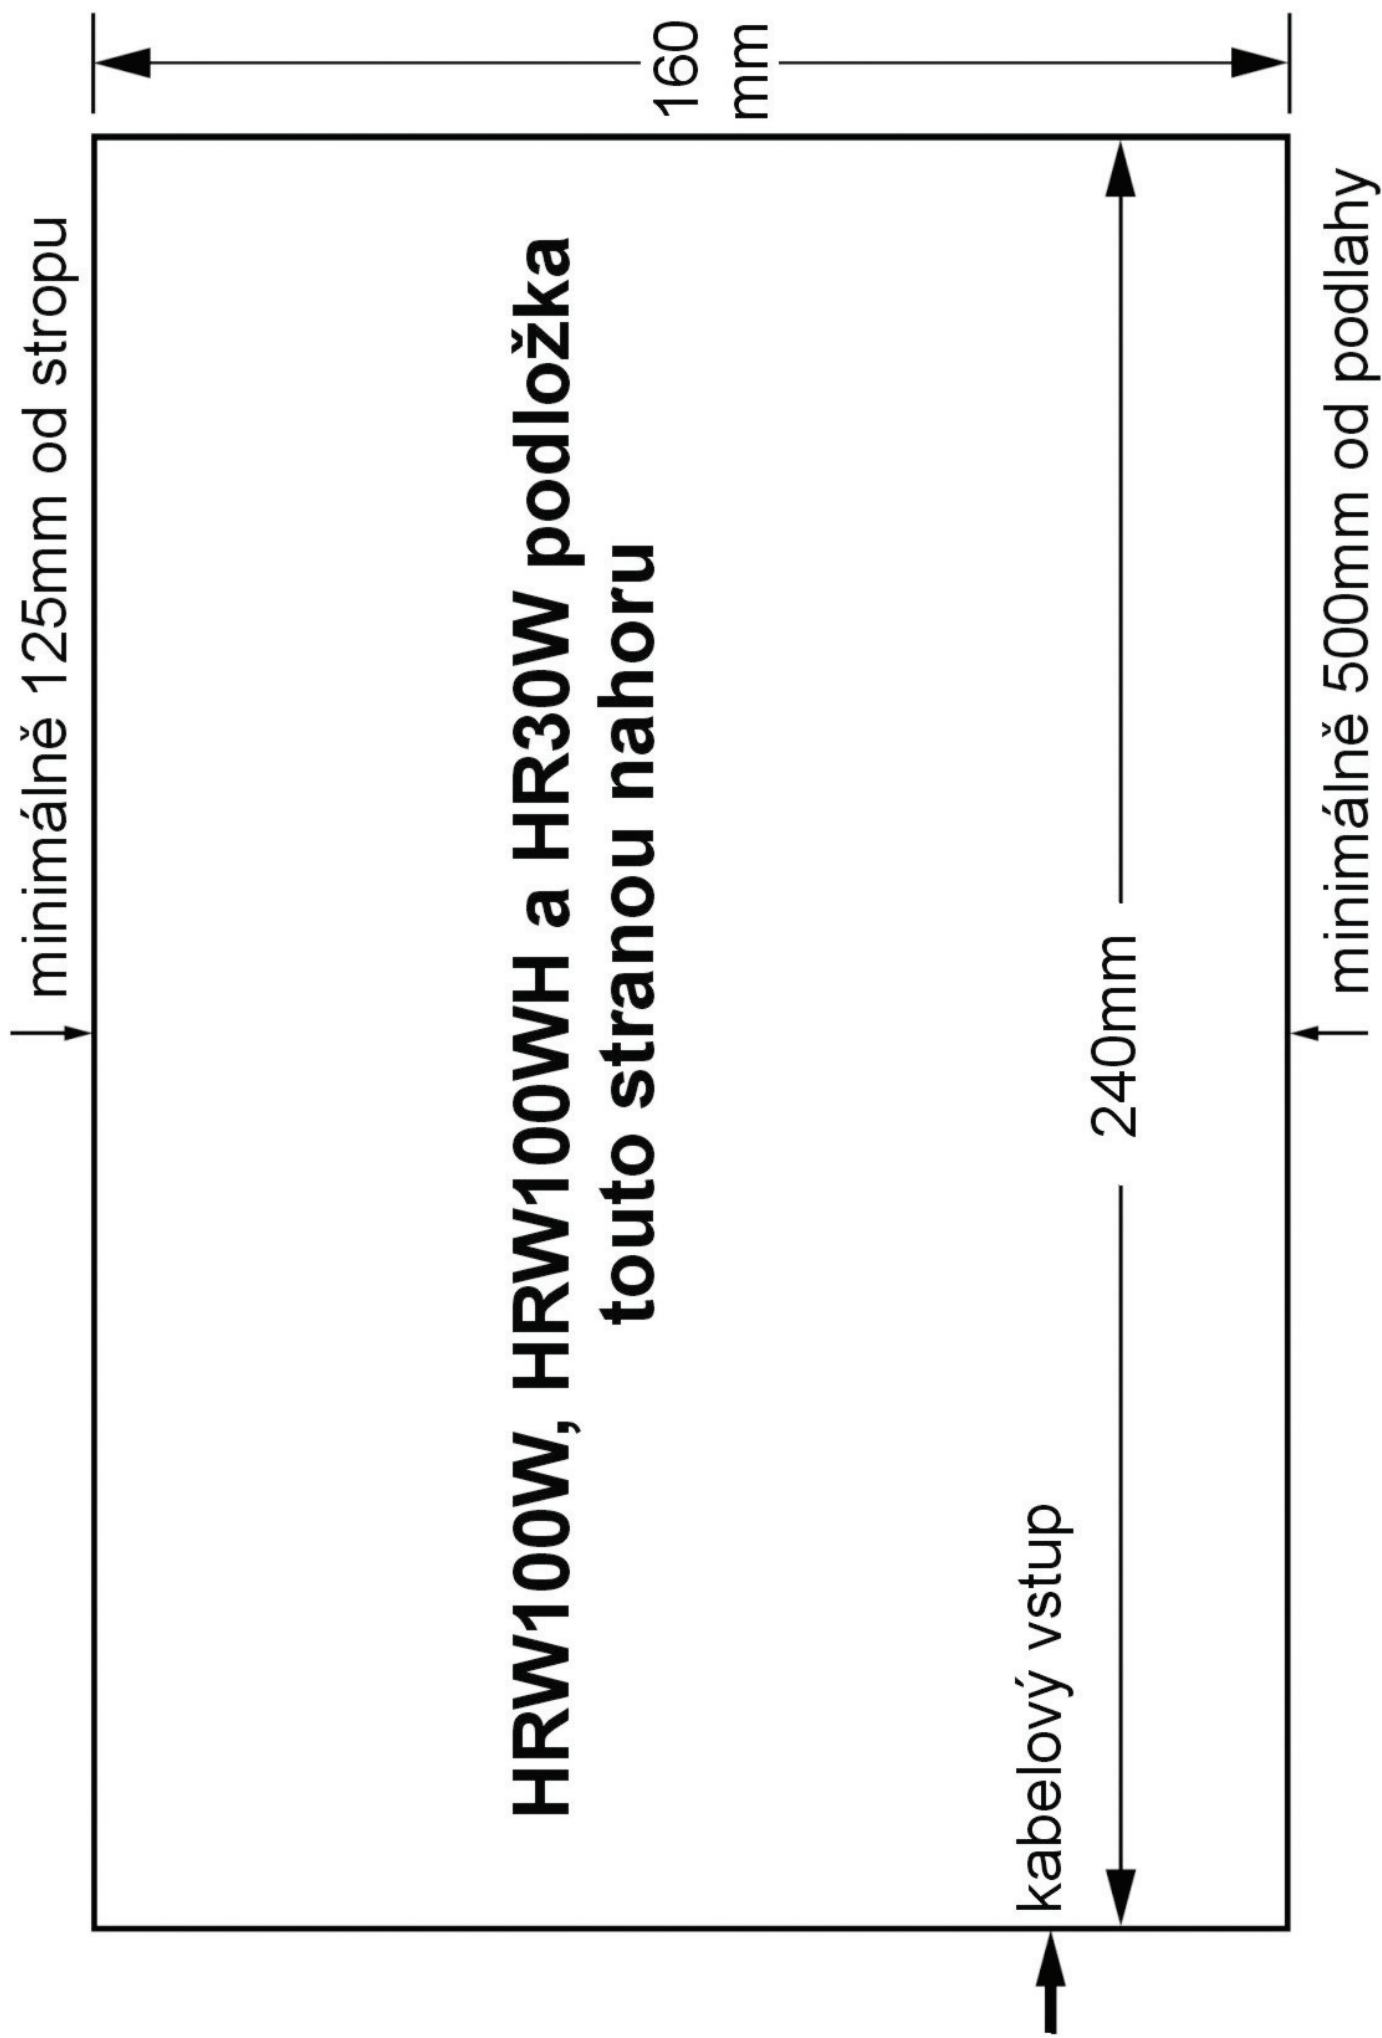 minimálně 125mm od stropu
160
mm
HRW100W, HRW100WH a HR30W podložka
touto stranou nahoru
kabelový vstup
240mm
minimálně 500mm od podlahy